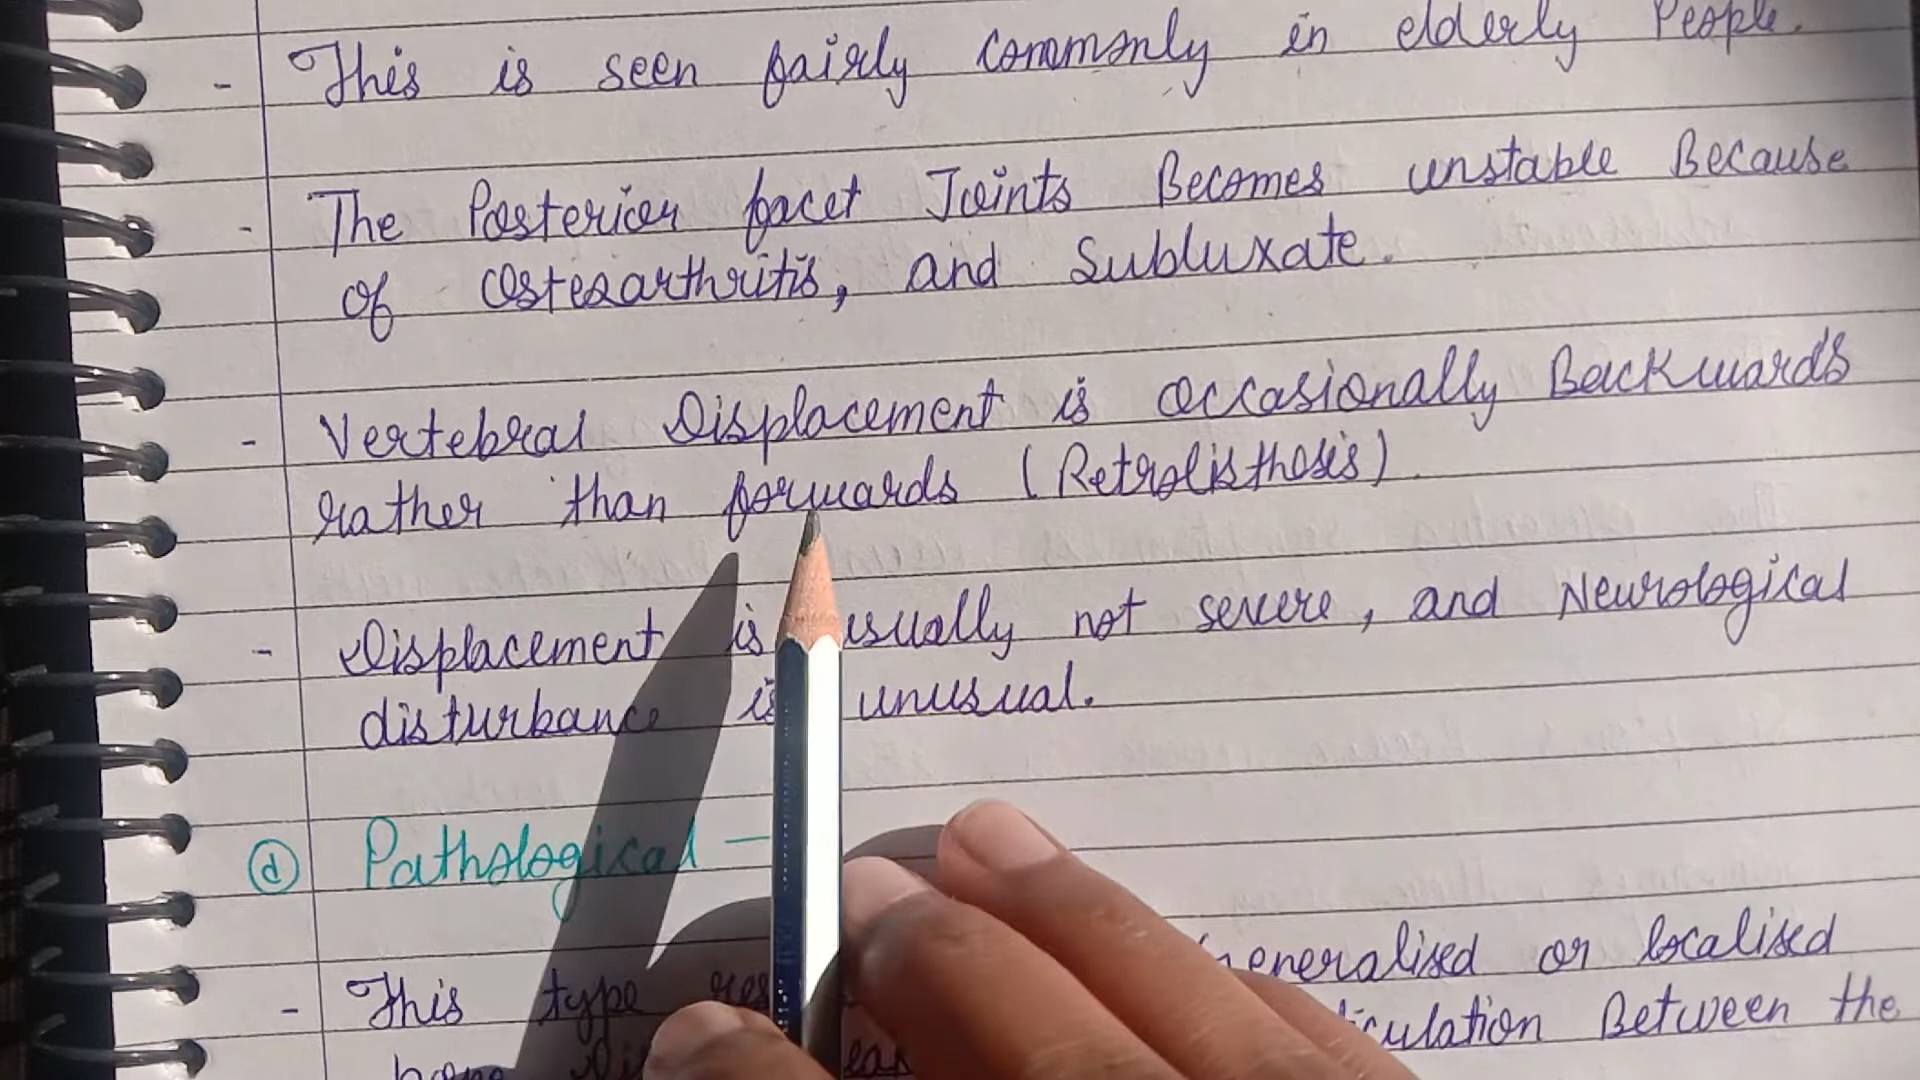 - This is seen fairly commonly in elderly People.
- The Posterior facet Joints Becomes unstable Because
of Osteoarthritis, and Subluxate.
- Vertebral Displacement is occasionally Backwards
rather than forwards (Retrolisthesis).
- Displacement is usually not severe, and Neurological
disturbance is unusual.
d Pathological -
- This type Generalised or localised
bone Between the